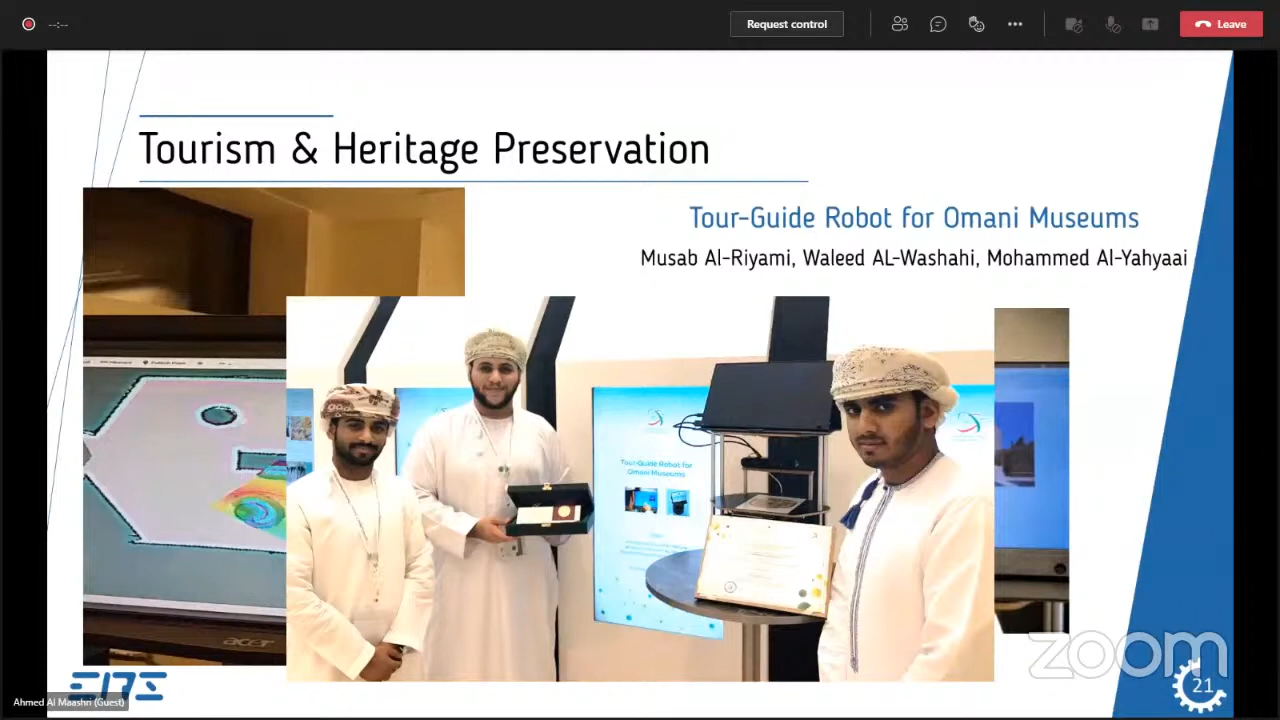 --:--
Request control
Leave
Tourism & Heritage Preservation
Tour-Guide Robot for Omani Museums
Musab Al-Riyami, Waleed AL-Washahi, Mohammed Al-Yahyaai
Tour-Guide Robot for
Omani Museums
acer
zoom
21
Ahmed Al Maashri (Guest)